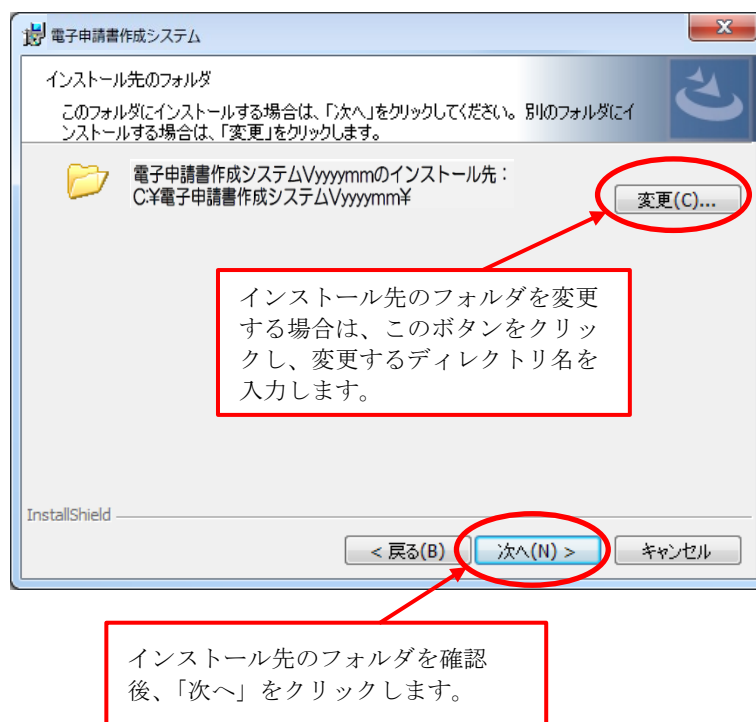 電子申請書作成システム
インストール先のフォルダ
このフォルダにインストールする場合は、「次へ」をクリックしてください。別のフォルダにイ
ンストールする場合は、「変更」をクリックします。
電子申請書作成システムVyyyymmのインストール先：
C:¥電子申請書作成システムVyyyymm¥
変更(C)...
インストール先のフォルダを変更
する場合は、このボタンをクリッ
クし、変更するディレクトリ名を
入力します。
InstallShield
< 戻る(B)
次へ(N) >
キャンセル
インストール先のフォルダを確認
後、「次へ」をクリックします。